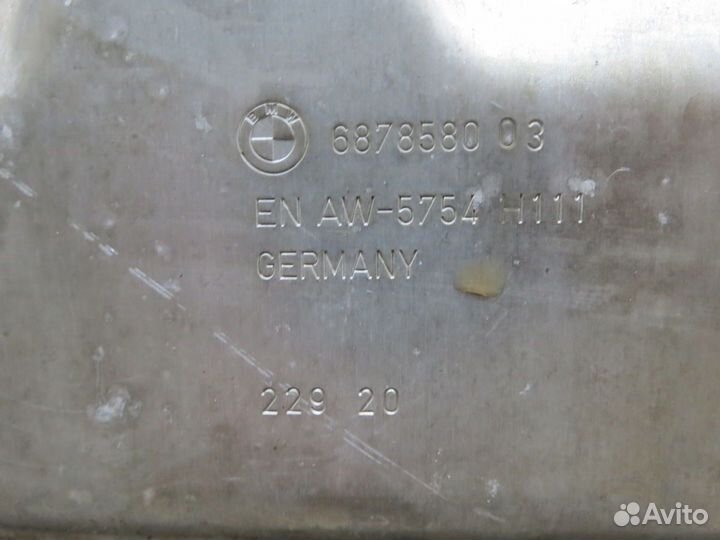 BMW
6878580 03
EN AW-5754 H111
GERMANY
229 20
Avito